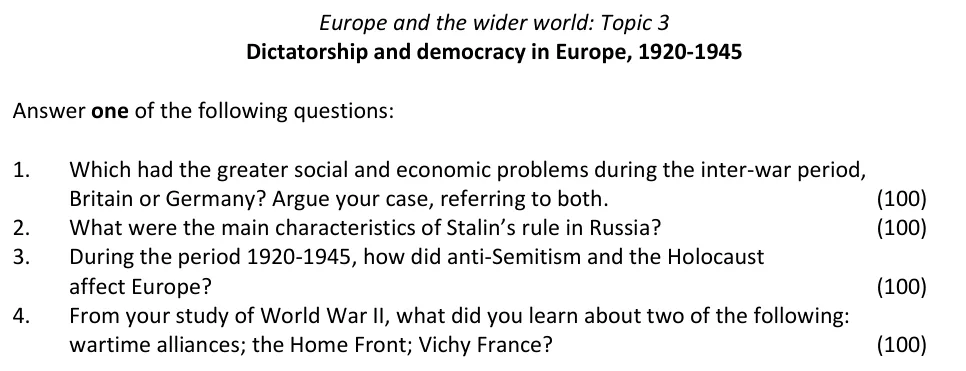 Europe and the wider world: Topic 3
Dictatorship and democracy in Europe, 1920-1945
Answer one of the following questions:
1. Which had the greater social and economic problems during the inter-war period,
Britain or Germany? Argue your case, referring to both. (100)
2. What were the main characteristics of Stalin’s rule in Russia? (100)
3. During the period 1920-1945, how did anti-Semitism and the Holocaust
affect Europe? (100)
4. From your study of World War II, what did you learn about two of the following:
wartime alliances; the Home Front; Vichy France? (100)